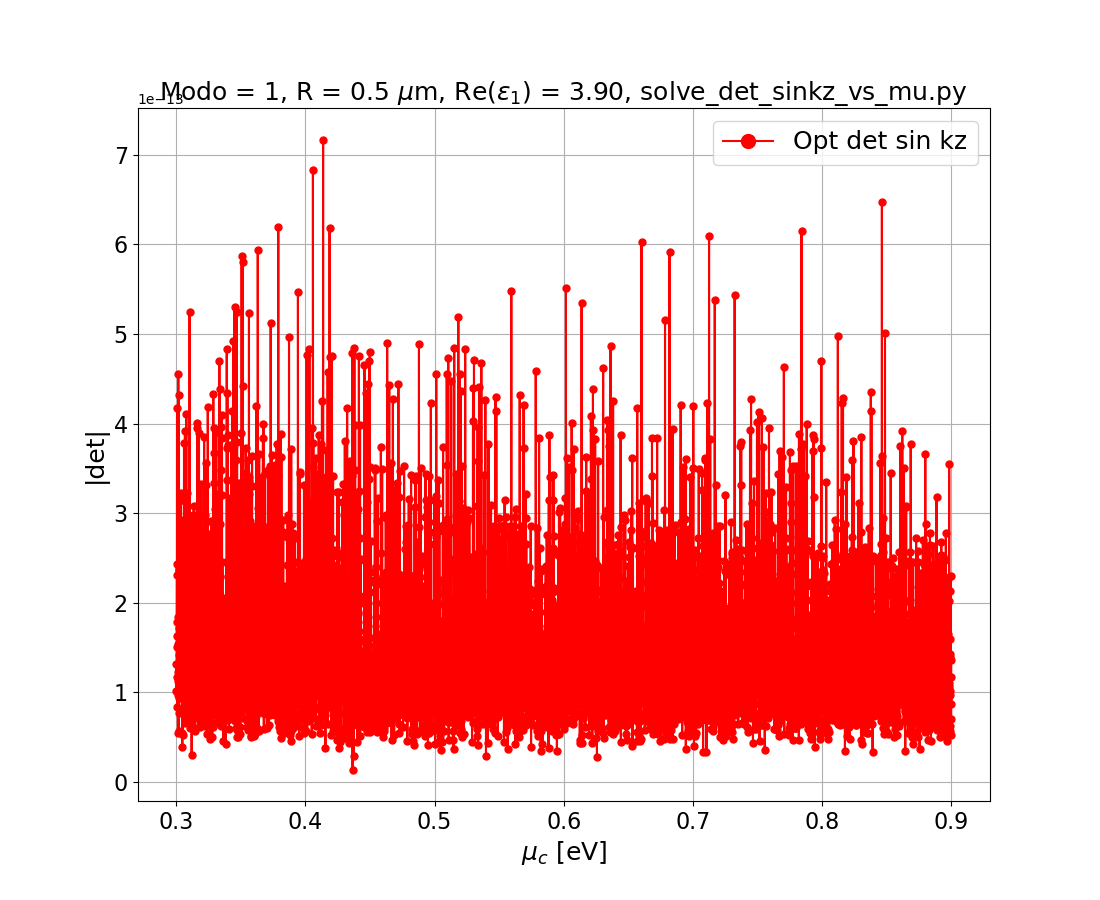 Modo = 1, R = 0.5 μm, Re(ε₁) = 3.90, solve_det_sinkz_vs_mu.py
1e−13
Opt det sin kz
7
6
5
4
3
2
1
0
|det|
0.3 0.4 0.5 0.6 0.7 0.8 0.9
μc [eV]